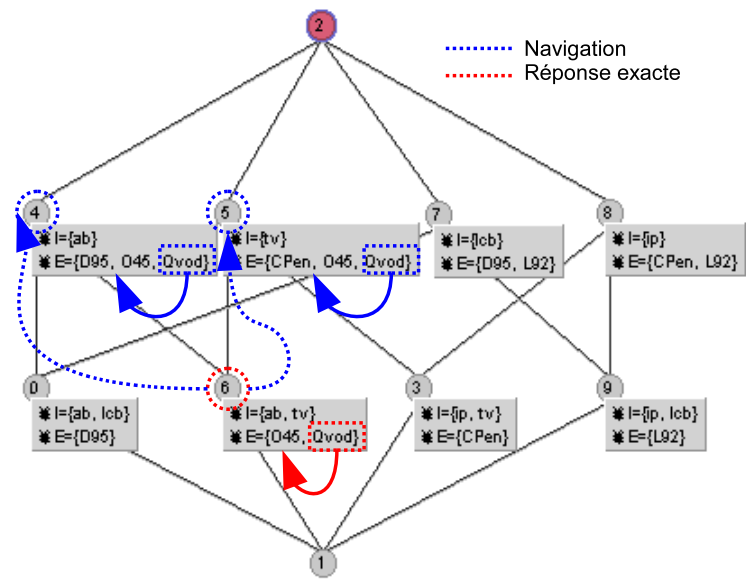 2
Navigation
Réponse exacte
4
5
7
8
I={ab}
E={D95, O45, Qvod}
I={tv}
E={CPen, O45, Qvod}
I={lcb}
E={D95, L92}
I={ip}
E={CPen, L92}
0
6
3
9
I={ab, lcb}
E={D95}
I={ab, tv}
E={O45, Qvod}
I={ip, tv}
E={CPen}
I={ip, lcb}
E={L92}
1